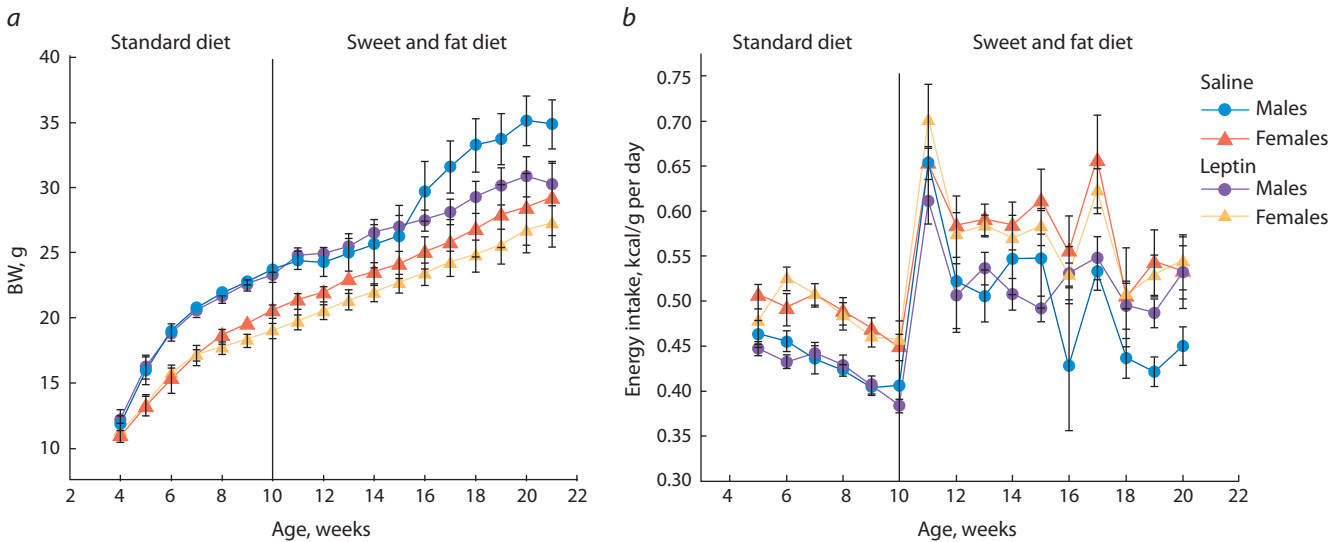 a
Standard diet
Sweet and fat diet
40
35
30
25
20
15
10
BW, g
2
4
6
8
10
12
14
16
18
20
22
Age, weeks
b
Standard diet
Sweet and fat diet
0.75
0.70
0.65
0.60
0.55
0.50
0.45
0.40
0.35
0.30
Energy intake, kcal/g per day
4
6
8
10
12
14
16
18
20
22
Age, weeks
Saline
Males
Females
Leptin
Males
Females